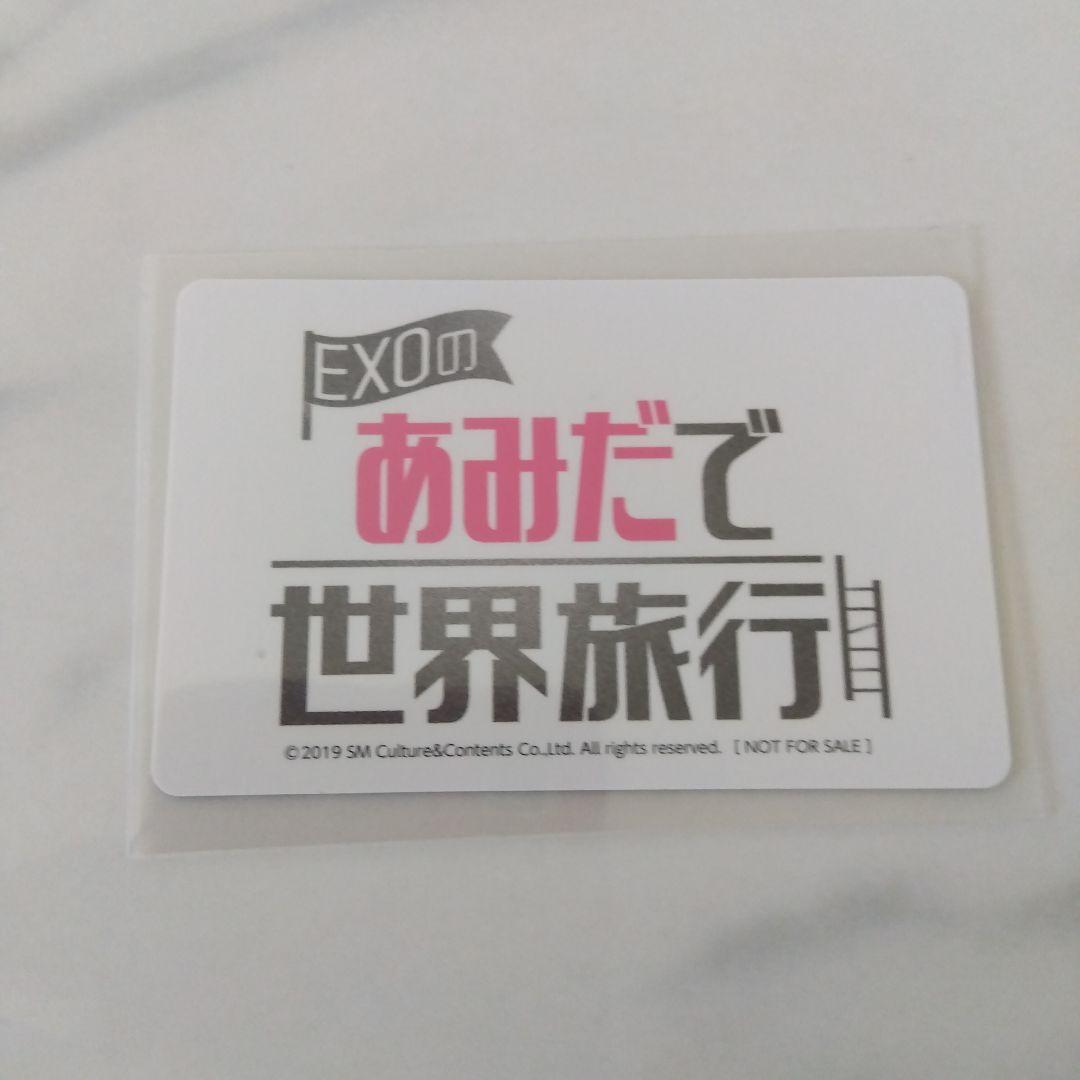 EXOの
あみだで
世界旅行
© 2019 SM Culture&Contents Co.,Ltd. All rights reserved. [ NOT FOR SALE ]